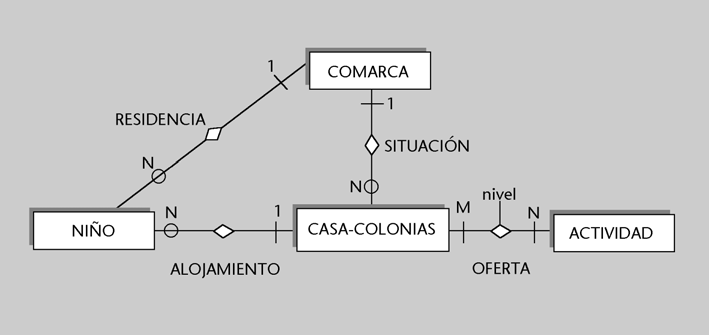 1
COMARCA
RESIDENCIA
1
SITUACIÓN
N
N
nivel
NIÑO
N
1
CASA-COLONIAS
M
N
ACTIVIDAD
ALOJAMIENTO
OFERTA